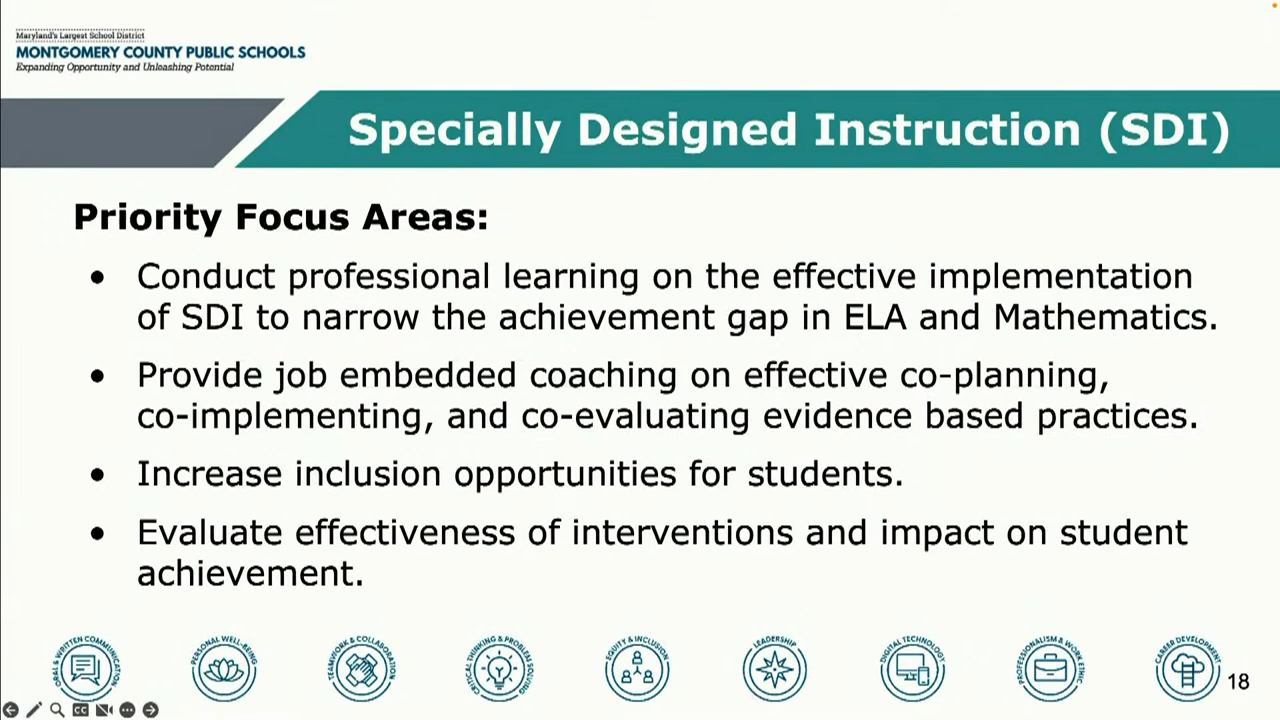 Maryland's Largest School District
MONTGOMERY COUNTY PUBLIC SCHOOLS
Expanding Opportunity and Unleashing Potential
Specially Designed Instruction (SDI)
Priority Focus Areas:
• Conduct professional learning on the effective implementation
of SDI to narrow the achievement gap in ELA and Mathematics.
• Provide job embedded coaching on effective co-planning,
co-implementing, and co-evaluating evidence based practices.
• Increase inclusion opportunities for students.
• Evaluate effectiveness of interventions and impact on student
achievement.
ORAL & WRITTEN COMMUNICATION
PERSONAL WELL-BEING
TEAMWORK & COLLABORATION
CRITICAL THINKING & PROBLEM SOLVING
EQUITY & INCLUSION
LEADERSHIP
DIGITAL TECHNOLOGY
PROFESSIONALISM & WORK ETHIC
CAREER DEVELOPMENT
18
CC